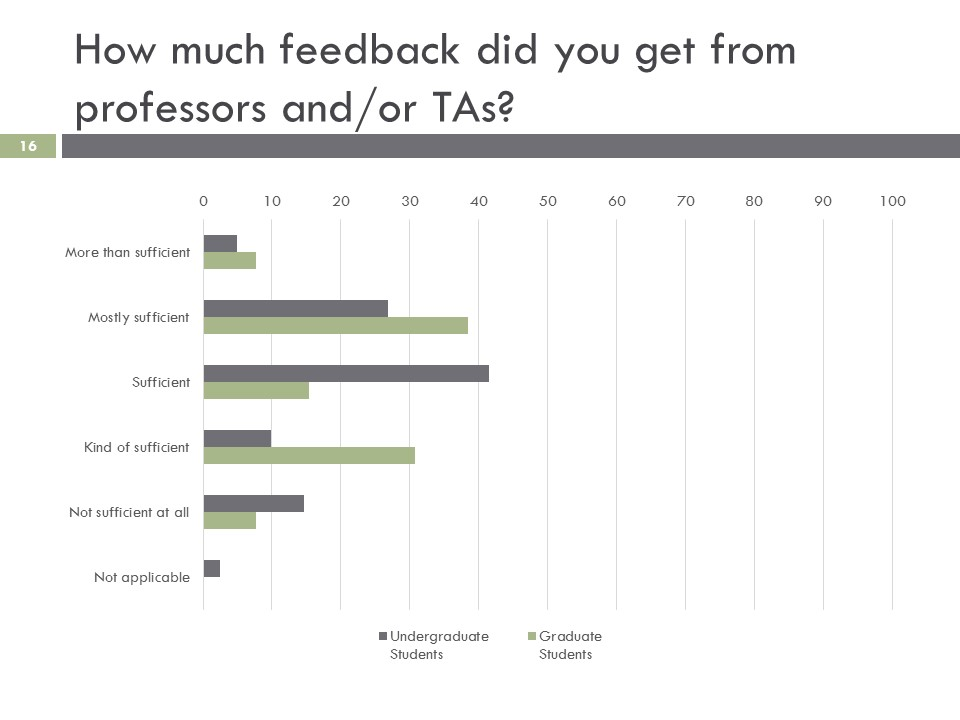 How much feedback did you get from
professors and/or TAs?
16
0 10 20 30 40 50 60 70 80 90 100
More than sufficient
Mostly sufficient
Sufficient
Kind of sufficient
Not sufficient at all
Not applicable
Undergraduate Students
Graduate Students